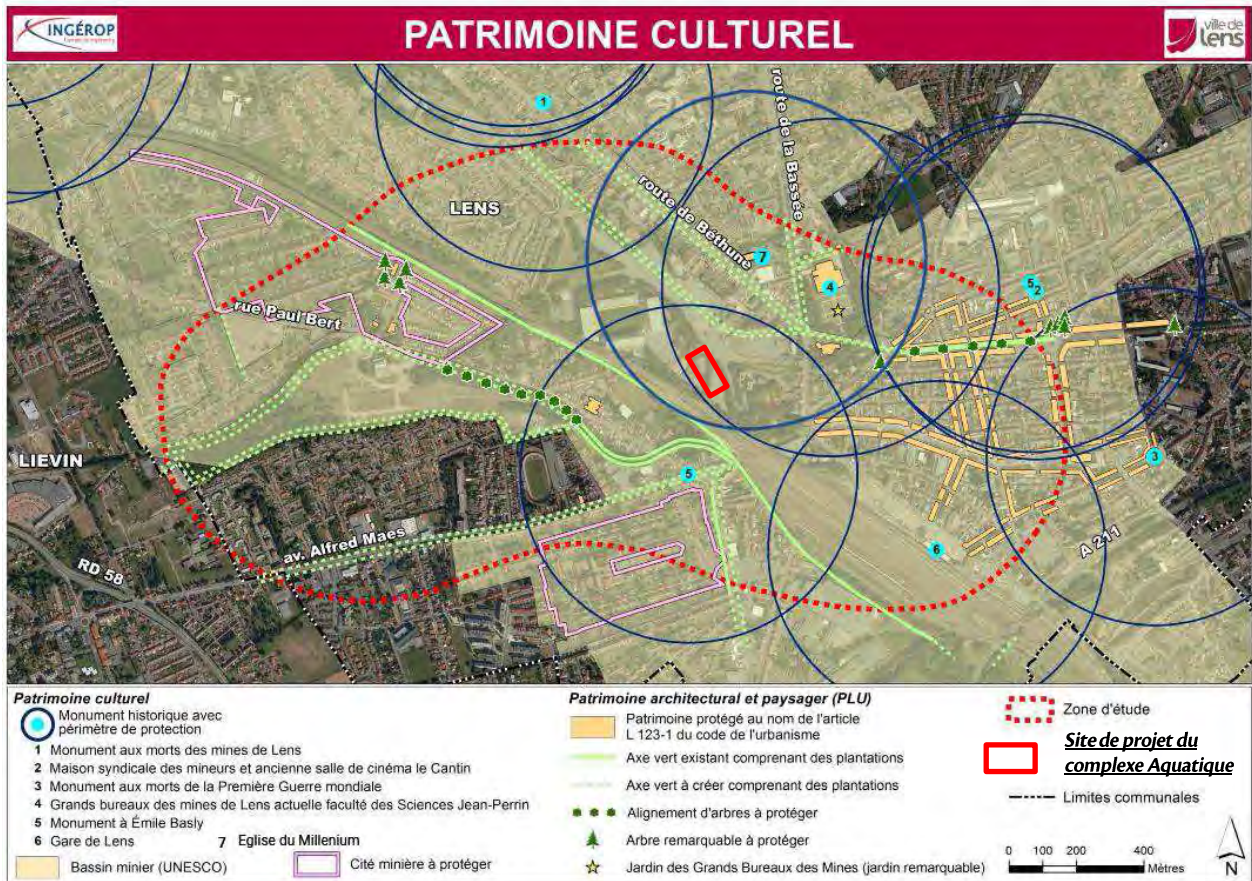 INGÉROP
PATRIMOINE CULTUREL
ville de
lens
1
route de la Bassée
LENS
route de Béthune
7
4
5
2
rue Paul Bert
LIEVIN
5
3
av. Alfred Maes
6
A 211
RD 58
Patrimoine culturel
Monument historique avec
périmètre de protection
1 Monument aux morts des mines de Lens
2 Maison syndicale des mineurs et ancienne salle de cinéma le Cantin
3 Monument aux morts de la Première Guerre mondiale
4 Grands bureaux des mines de Lens actuelle faculté des Sciences Jean-Perrin
5 Monument à Émile Basly
6 Gare de Lens 7 Eglise du Millenium
Bassin minier (UNESCO) Cité minière à protéger
Patrimoine architectural et paysager (PLU)
Patrimoine protégé au nom de l'article
L 123-1 du code de l'urbanisme
Axe vert existant comprenant des plantations
Axe vert à créer comprenant des plantations
Alignement d'arbres à protéger
Arbre remarquable à protéger
Jardin des Grands Bureaux des Mines (jardin remarquable)
Zone d'étude
Site de projet du
complexe Aquatique
Limites communales
0 100 200 400
Mètres
N